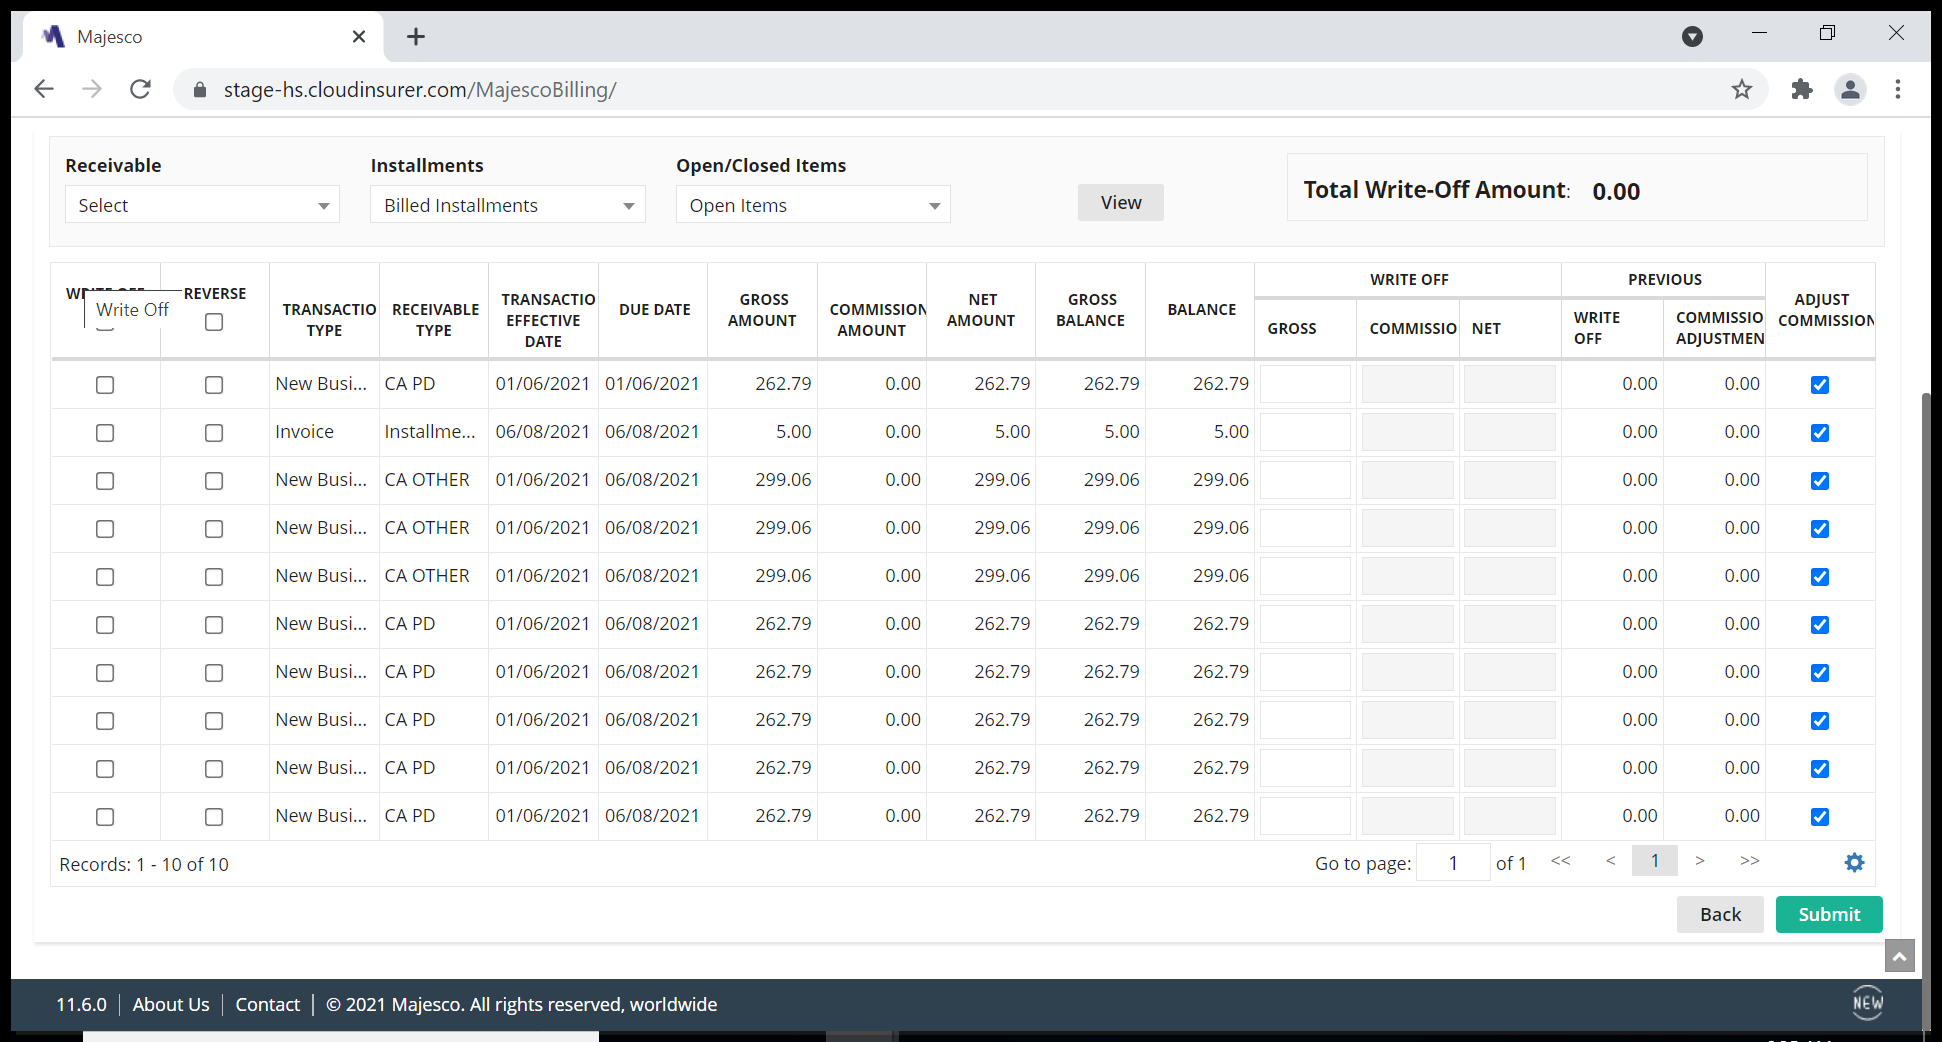 Majesco
stage-hs.cloudinsurer.com/MajescoBilling/
Receivable Installments Open/Closed Items
Select Billed Installments Open Items View Total Write-Off Amount: 0.00
WRITE OFF PREVIOUS
REVERSE
Write Off
TRANSACTIO TYPE
RECEIVABLE TYPE
TRANSACTIO EFFECTIVE DATE
DUE DATE
GROSS AMOUNT
COMMISSION AMOUNT
NET AMOUNT
GROSS BALANCE
BALANCE
GROSS
COMMISSIO
NET
WRITE OFF
COMMISSIO ADJUSTMEN
ADJUST COMMISSION
New Busi... CA PD 01/06/2021 01/06/2021 262.79 0.00 262.79 262.79 262.79 0.00 0.00
Invoice Installme... 06/08/2021 06/08/2021 5.00 0.00 5.00 5.00 5.00 0.00 0.00
New Busi... CA OTHER 01/06/2021 06/08/2021 299.06 0.00 299.06 299.06 299.06 0.00 0.00
New Busi... CA OTHER 01/06/2021 06/08/2021 299.06 0.00 299.06 299.06 299.06 0.00 0.00
New Busi... CA OTHER 01/06/2021 06/08/2021 299.06 0.00 299.06 299.06 299.06 0.00 0.00
New Busi... CA PD 01/06/2021 06/08/2021 262.79 0.00 262.79 262.79 262.79 0.00 0.00
New Busi... CA PD 01/06/2021 06/08/2021 262.79 0.00 262.79 262.79 262.79 0.00 0.00
New Busi... CA PD 01/06/2021 06/08/2021 262.79 0.00 262.79 262.79 262.79 0.00 0.00
New Busi... CA PD 01/06/2021 06/08/2021 262.79 0.00 262.79 262.79 262.79 0.00 0.00
New Busi... CA PD 01/06/2021 06/08/2021 262.79 0.00 262.79 262.79 262.79 0.00 0.00
Records: 1 - 10 of 10 Go to page: 1 of 1 << < 1 > >>
Back Submit
11.6.0 | About Us | Contact | © 2021 Majesco. All rights reserved, worldwide NEW